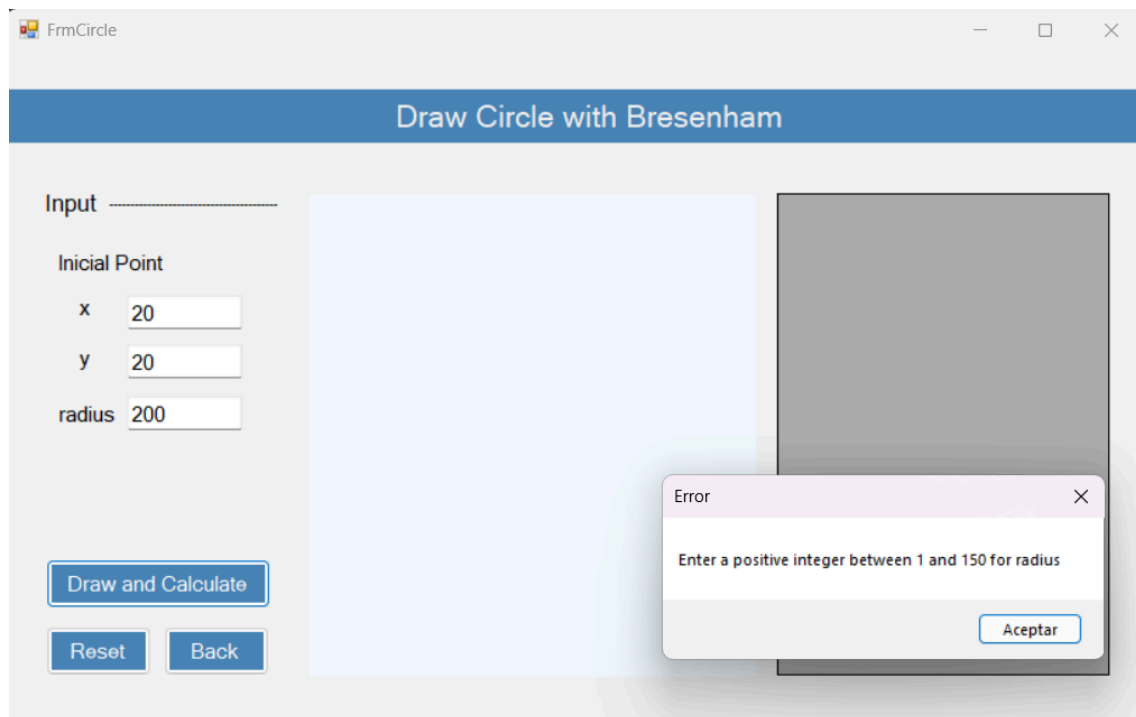 FrmCircle
Draw Circle with Bresenham
Input
Inicial Point
x 20
y 20
radius 200
Error
Enter a positive integer between 1 and 150 for radius
Aceptar
Draw and Calculate
Reset Back